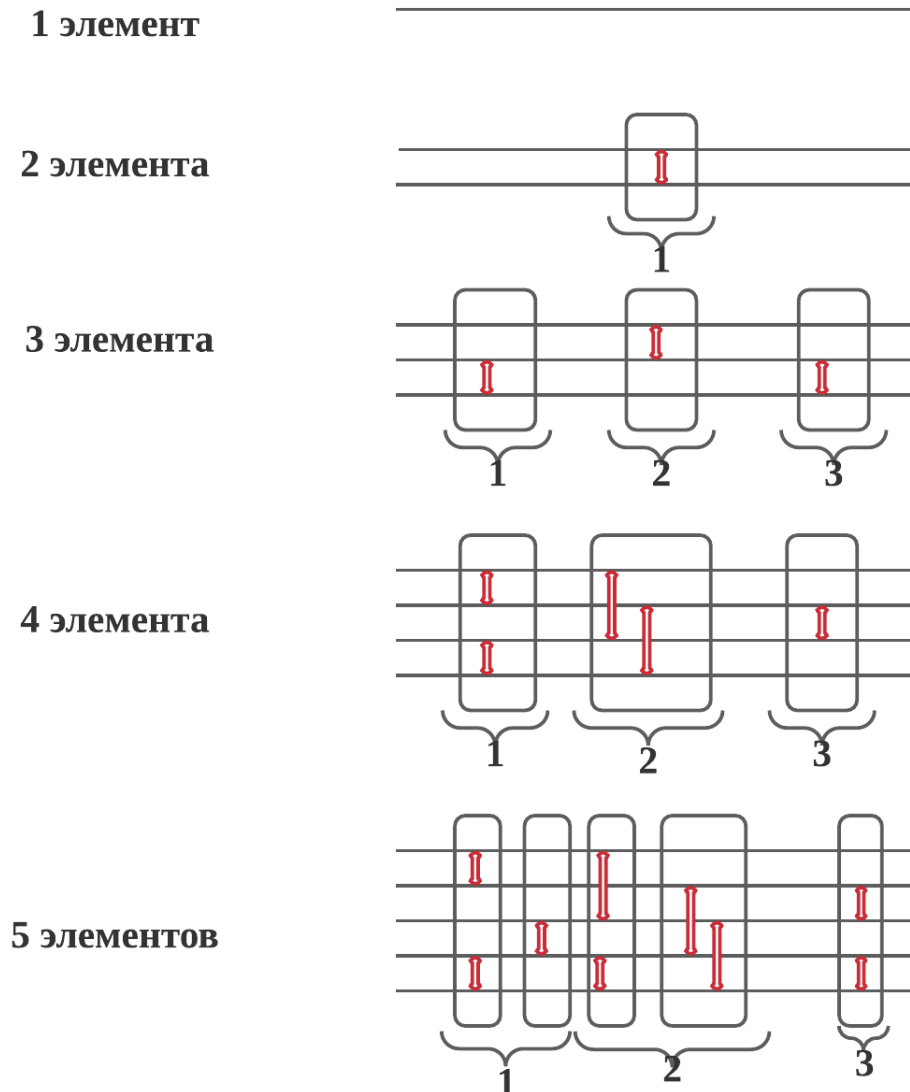 1 элемент
2 элемента
1
3 элемента
1 2 3
4 элемента
1 2 3
5 элементов
1 2 3